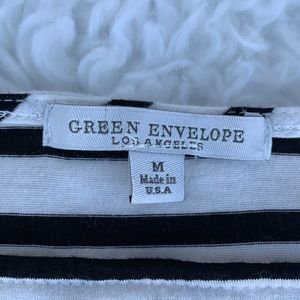 GREEN ENVELOPE
LOS ANGELES
M
Made in
U.S.A